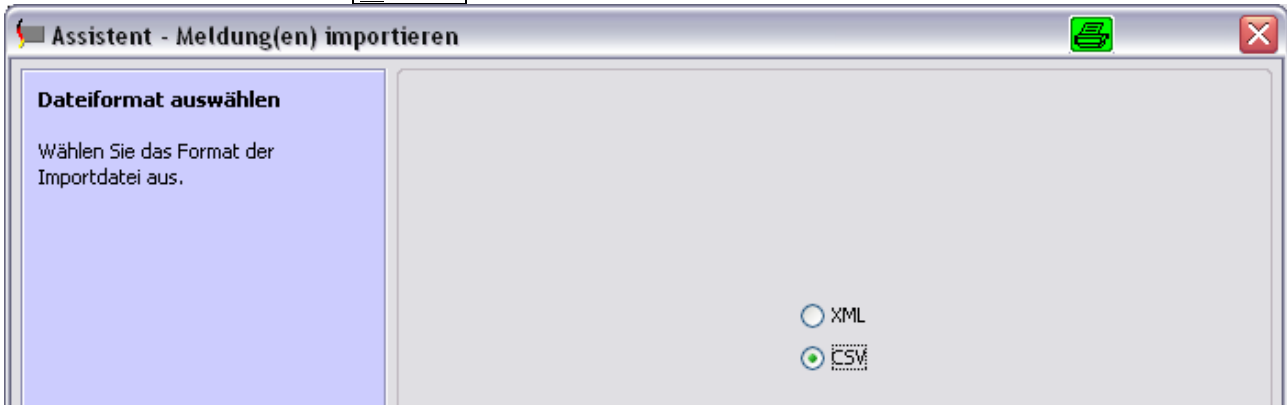 Assistent - Meldung(en) importieren
Dateiformat auswählen
Wählen Sie das Format der
Importdatei aus.
XML
CSV